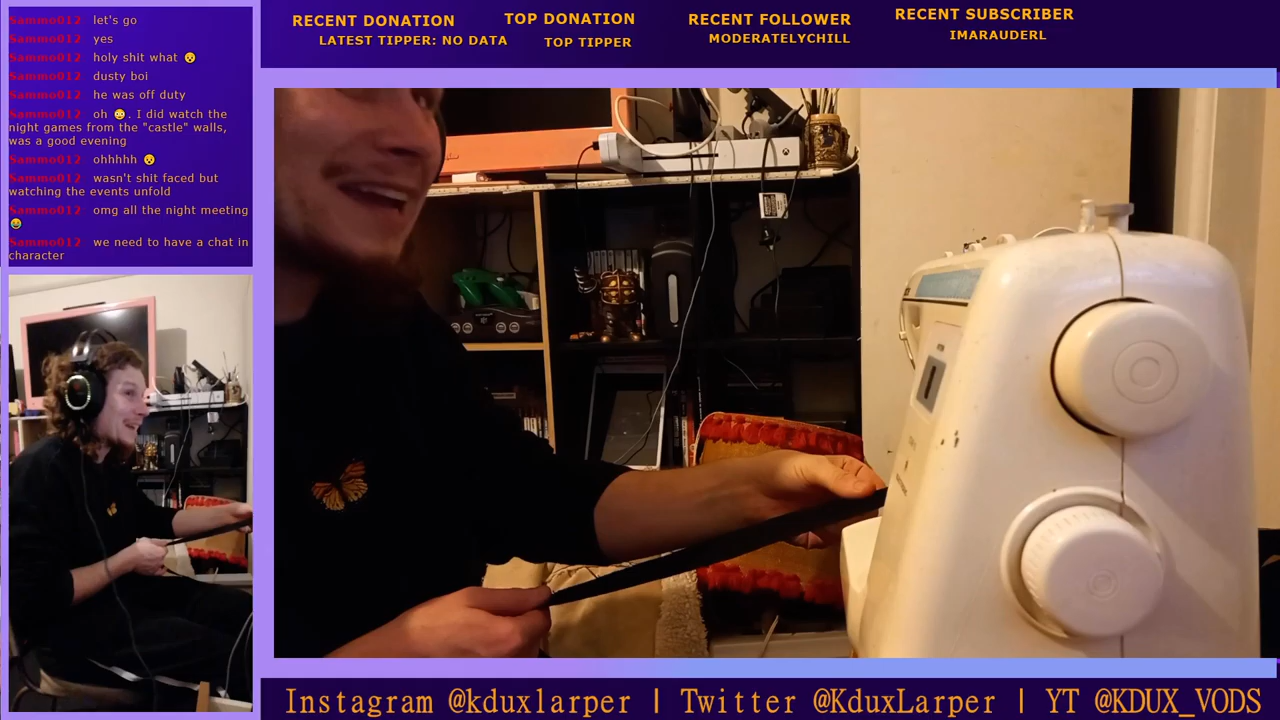 Sammo012 let's go
Sammo012 yes
Sammo012 holy shit what 😮
Sammo012 dusty boi
Sammo012 he was off duty
Sammo012 oh 😳. I did watch the
night games from the "castle" walls,
was a good evening
Sammo012 ohhhhh 😮
Sammo012 wasn't shit faced but
watching the events unfold
Sammo012 omg all the night meeting
😂
Sammo012 we need to have a chat in
character
RECENT DONATION
LATEST TIPPER: NO DATA
TOP DONATION
TOP TIPPER
RECENT FOLLOWER
MODERATELYCHILL
RECENT SUBSCRIBER
IMARAUDERL
Instagram @kduxlarper | Twitter @KduxLarper | YT @KDUX_VODS